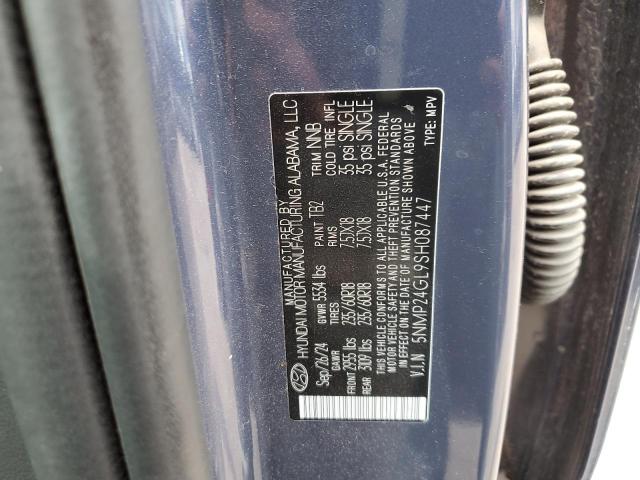 MANUFACTURED BY
HYUNDAI MOTOR MANUFACTURING ALABAMA, LLC
Sep/26/24 GVWR 5534 lbs PAINT TB2 TRIM NNB
GAWR TIRES RIMS COLD TIRE INFL
FRONT 2955 lbs 235/60R18 7.5JX18 35 psi SINGLE
REAR 3109 lbs 235/60R18 7.5JX18 35 psi SINGLE
THIS VEHICLE CONFORMS TO ALL APPLICABLE U.S.A. FEDERAL
MOTOR VEHICLE SAFETY AND THEFT PREVENTION STANDARDS
IN EFFECT ON THE DATE OF MANUFACTURE SHOWN ABOVE
V.I.N 5NMP24GL9SH087447 TYPE: MPV